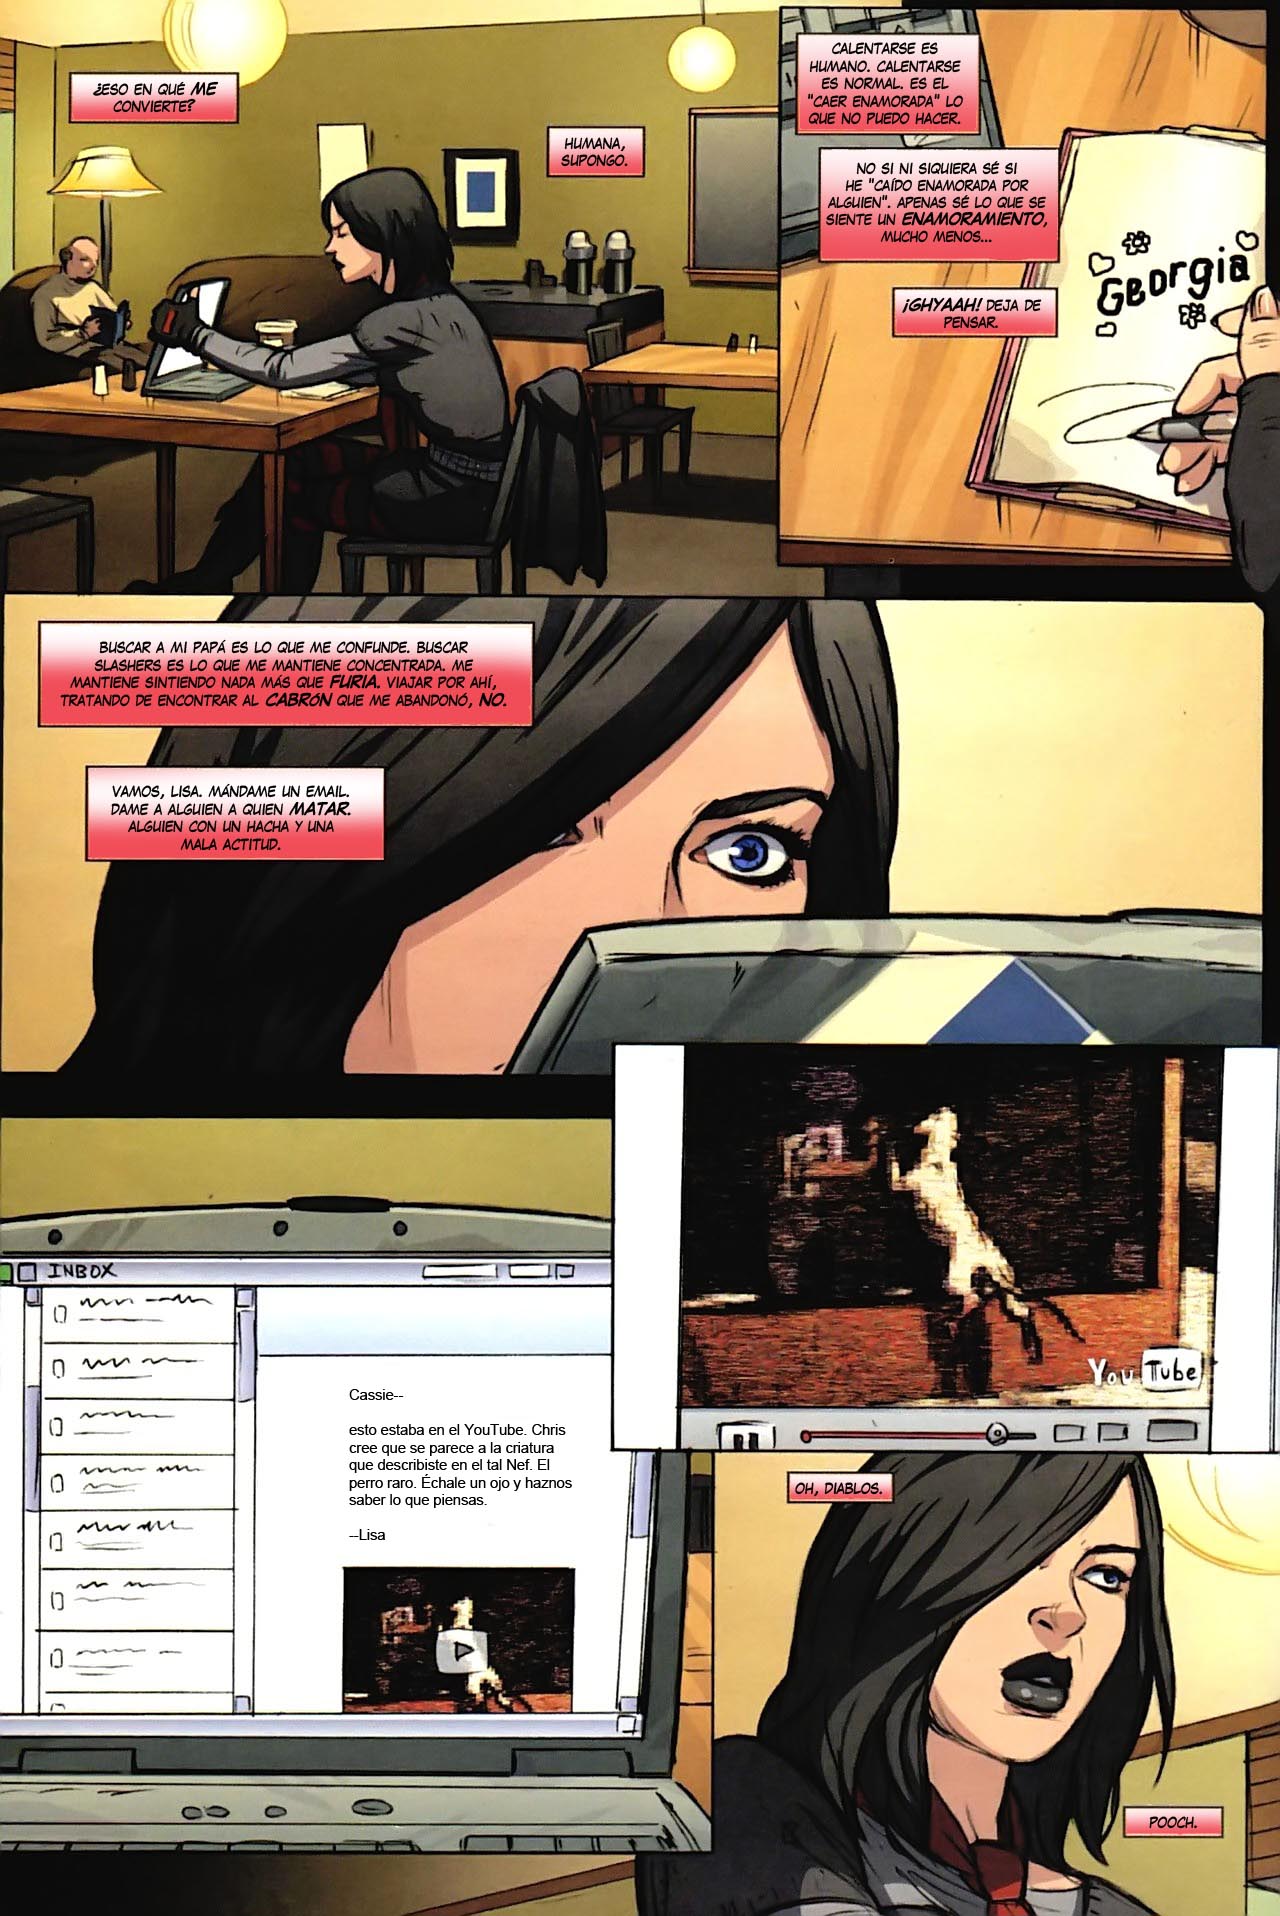 ¿ESO EN QUÉ ME
CONVIERTE?
HUMANA,
SUPONGO.
CALENTARSE ES
HUMANO. CALENTARSE
ES NORMAL. ES EL
"CAER ENAMORADA" LO
QUE NO PUEDO HACER.
NO SI NI SIQUIERA SÉ SI
HE "CAÍDO ENAMORADA POR
ALGUIEN". APENAS SÉ LO QUE SE
SIENTE UN ENAMORAMIENTO,
MUCHO MENOS...
Georgia
¡GHYAAH! DEJA DE
PENSAR.
BUSCAR A MI PAPÁ ES LO QUE ME CONFUNDE. BUSCAR
SLASHERS ES LO QUE ME MANTIENE CONCENTRADA. ME
MANTIENE SINTIENDO NADA MÁS QUE FURIA. VIAJAR POR AHÍ,
TRATANDO DE ENCONTRAR AL CABRÓN QUE ME ABANDONÓ, NO.
VAMOS, LISA. MÁNDAME UN EMAIL.
DAME A ALGUIEN A QUIEN MATAR.
ALGUIEN CON UN HACHA Y UNA
MALA ACTITUD.
INBOX
Cassie--
esto estaba en el YouTube. Chris
cree que se parece a la criatura
que describiste en el tal Nef. El
perro raro. Échale un ojo y haznos
saber lo que piensas.
--Lisa
YouTube
OH, DIABLOS.
POOCH.